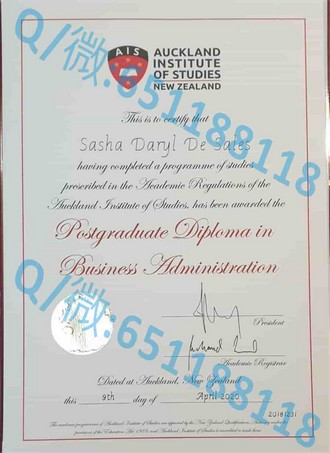 AIS
AUCKLAND
INSTITUTE
OF STUDIES
NEW ZEALAND
This is to certify that
Sasha Daryl De Sales
having completed a programme of studies
prescribed in the Academic Regulations of the
Auckland Institute of Studies, has been awarded the
Postgraduate Diploma in
Business Administration
President
Academic Registrar
Dated at Auckland, New Zealand
this 9th day of April 2020
20181231
Q/微:651188118
Q/微:651188118